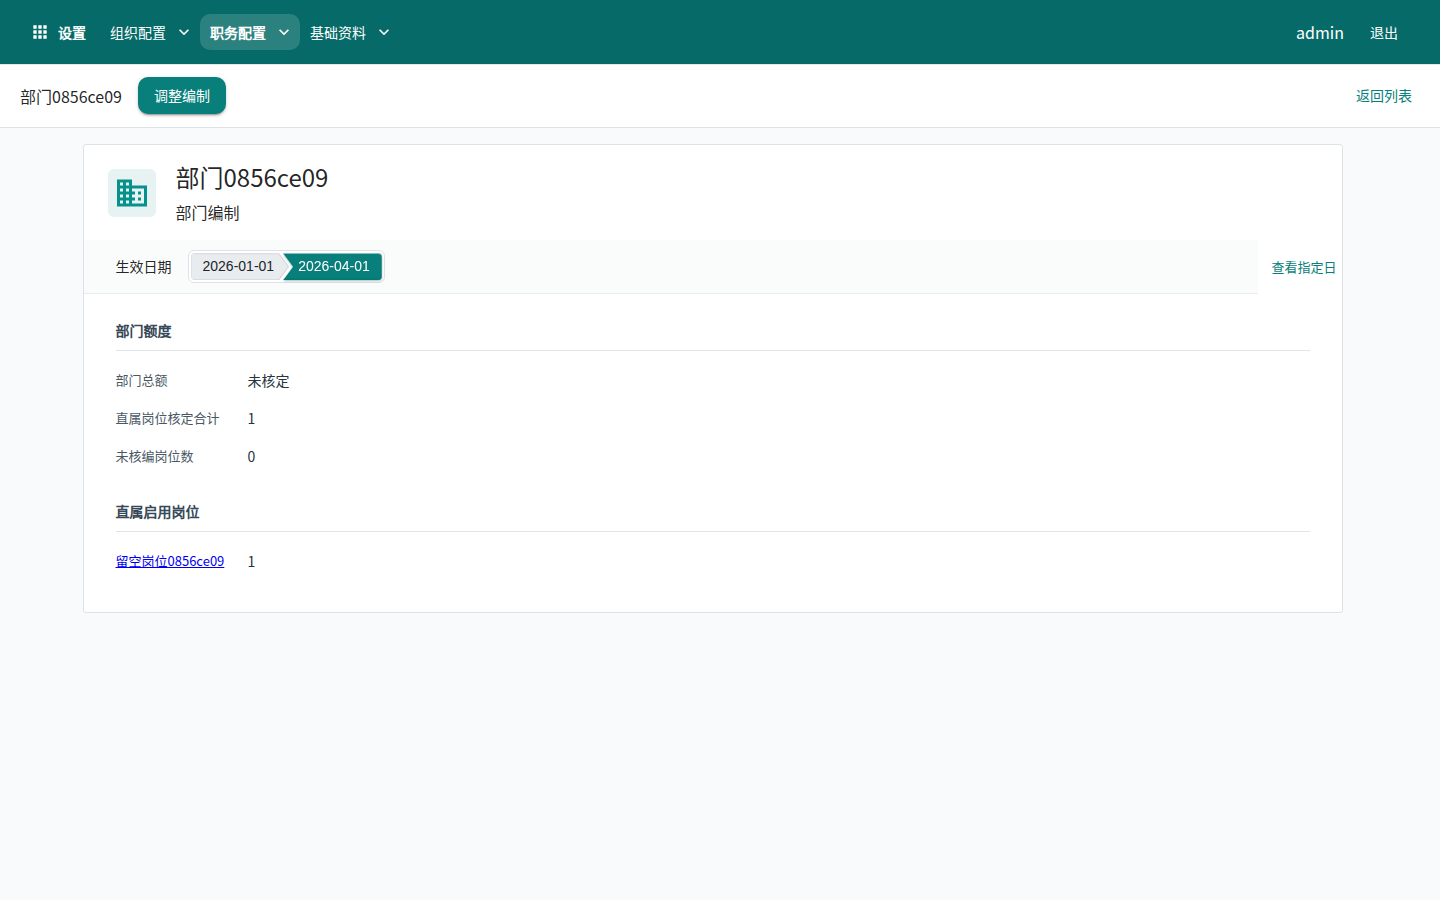 设置 组织配置 职务配置 基础资料 admin 退出
部门0856ce09 调整编制 返回列表
部门0856ce09
部门编制
生效日期 2026-01-01 2026-04-01 查看指定日
部门额度
部门总额 未核定
直属岗位核定合计 1
未核编岗位数 0
直属启用岗位
留空岗位0856ce09 1